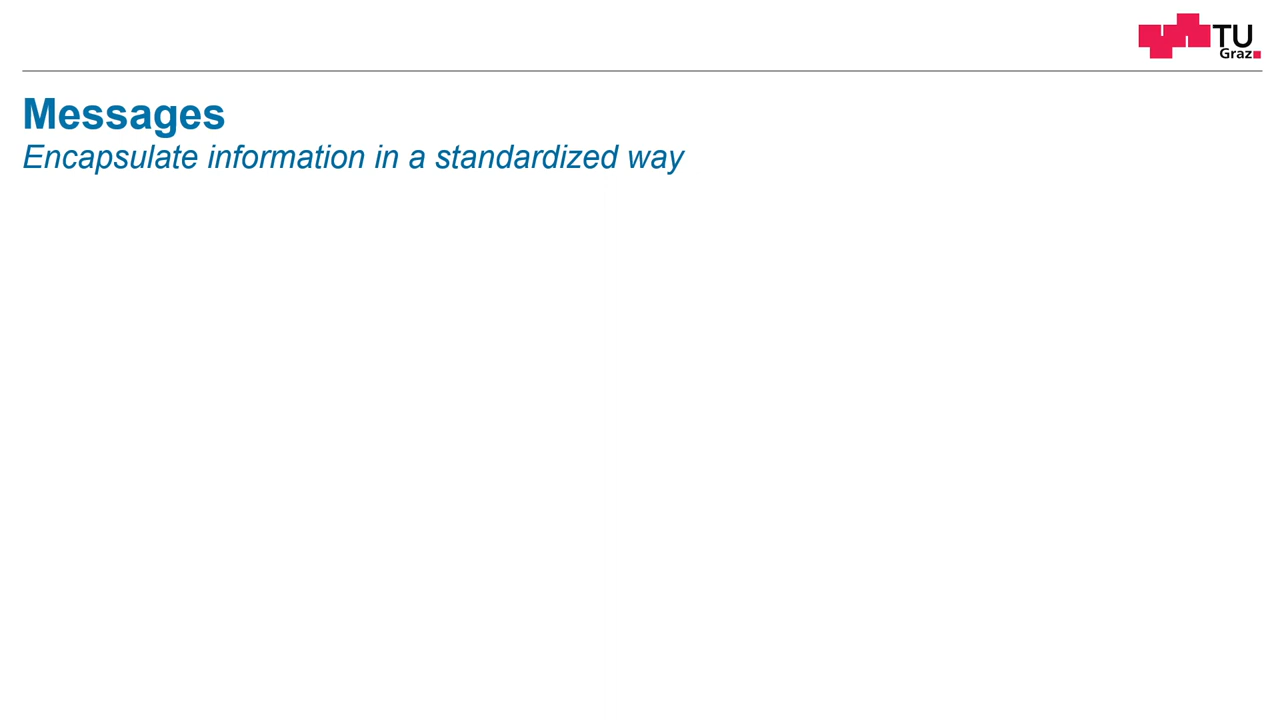 TU
Graz
Messages
Encapsulate information in a standardized way